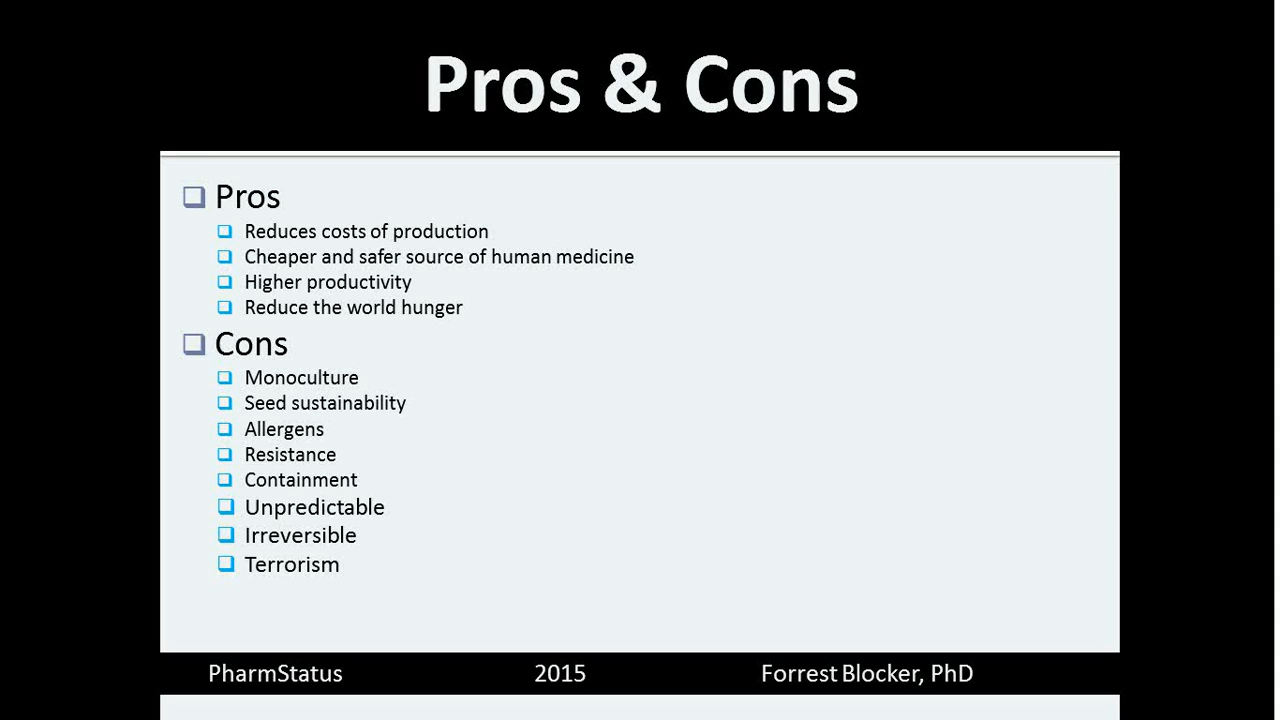 Pros & Cons
Pros
Reduces costs of production
Cheaper and safer source of human medicine
Higher productivity
Reduce the world hunger
Cons
Monoculture
Seed sustainability
Allergens
Resistance
Containment
Unpredictable
Irreversible
Terrorism
PharmStatus 2015 Forrest Blocker, PhD